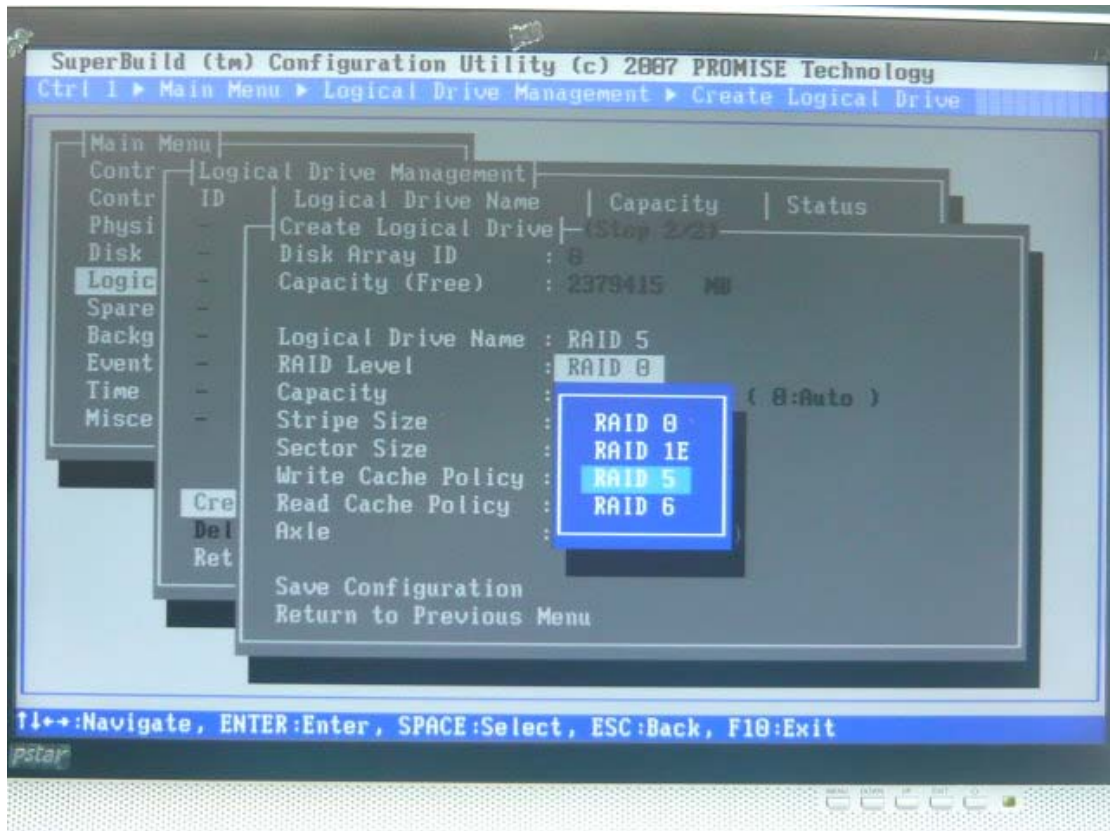 SuperBuild (tm) Configuration Utility (c) 2007 PROMISE Technology
Ctrl 1 ► Main Menu ► Logical Drive Management ► Create Logical Drive
Main Menu
Contr
Logical Drive Management
Contr
ID | Logical Drive Name | Capacity | Status
Physi
Create Logical Drive (Step 2/2)
Disk
Disk Array ID : 0
Logic
Capacity (Free) : 2379415 MB
Spare
Backg
Logical Drive Name : RAID 5
Event
RAID Level : RAID 0
Time
Capacity : ( 0:Auto )
Misce
Stripe Size : RAID 0
Sector Size : RAID 1E
Write Cache Policy : RAID 5
Cre
Read Cache Policy : RAID 6
Del
Axle : )
Ret
Save Configuration
Return to Previous Menu
↑↓←→:Navigate, ENTER:Enter, SPACE:Select, ESC:Back, F10:Exit
pstar
MENU DOWN UP EXIT